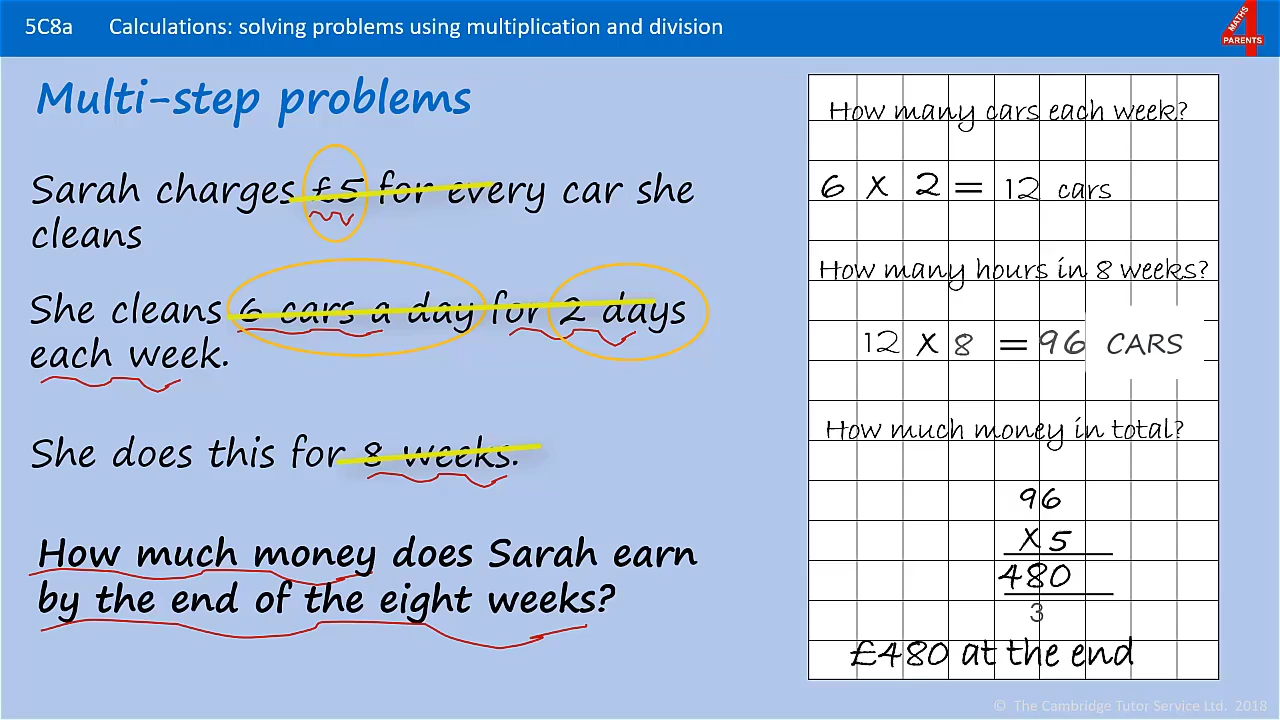 5C8a Calculations: solving problems using multiplication and division
MATHS
4
PARENTS
Multi-step problems
Sarah charges £5 for every car she
cleans
She cleans 6 cars a day for 2 days
each week.
She does this for 8 weeks.
How much money does Sarah earn
by the end of the eight weeks?
How many cars each week?
6 X 2 = 12 cars
How many hours in 8 weeks?
12 X 8 = 96 CARS
How much money in total?
96
X 5
480
3
£480 at the end
© The Cambridge Tutor Service Ltd. 2018